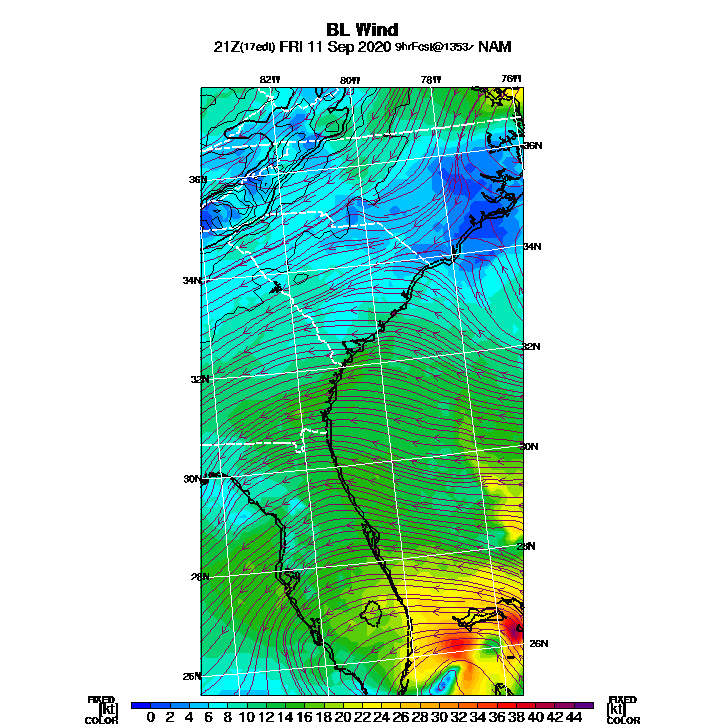 BL Wind
21Z(17edt) FRI 11 Sep 2020 9hrFcst@1353z NAM
82W 80W 78W 76W
36N
36N
34N
34N
32N
32N
30N
30N
28N
28N
26N
26N
FIXED FIXED
[kt] 0 2 4 6 8 10 12 14 16 18 20 22 24 26 28 30 32 34 36 38 40 42 44 [kt]
COLOR COLOR